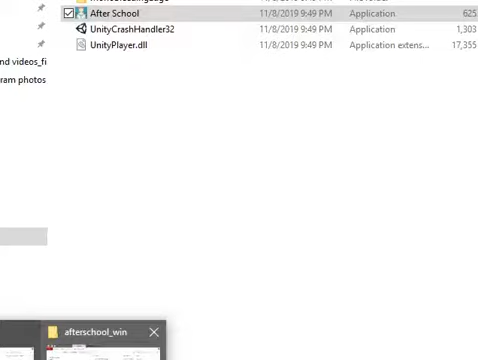 After School 11/8/2019 9:49 PM Application 625
UnityCrashHandler32 11/8/2019 9:49 PM Application 1,303
UnityPlayer.dll 11/8/2019 9:49 PM Application extens... 17,355
nd videos_fi
ram photos
afterschool_win